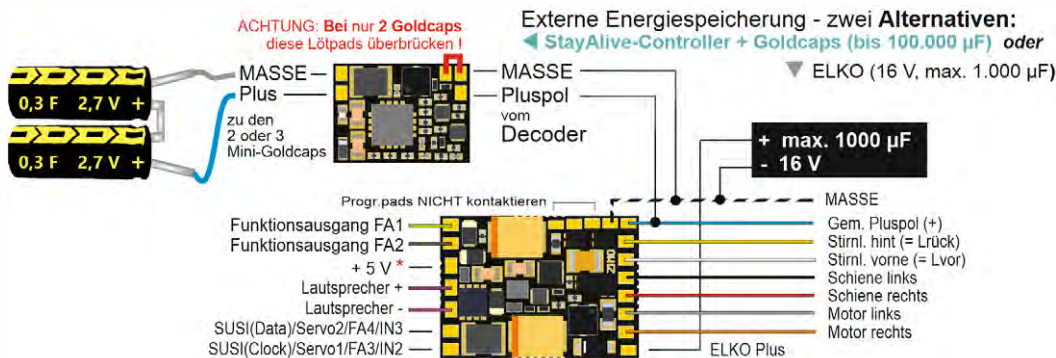 ACHTUNG: Bei nur 2 Goldcaps
diese Lötpads überbrücken !
Externe Energiespeicherung - zwei Alternativen:
StayAlive-Controller + Goldcaps (bis 100.000 µF) oder
ELKO (16 V, max. 1.000 µF)
0,3 F 2,7 V +
0,3 F 2,7 V +
MASSE
Plus
zu den
2 oder 3
Mini-Goldcaps
MASSE
Pluspol
vom
Decoder
+ max. 1000 µF
- 16 V
Progr.pads NICHT kontaktieren
Funktionsausgang FA1
Funktionsausgang FA2
+ 5 V *
Lautsprecher +
Lautsprecher -
SUSI(Data)/Servo2/FA4/IN3
SUSI(Clock)/Servo1/FA3/IN2
ZIMO
MASSE
Gem. Pluspol (+)
Stirnl. hint (= Lrück)
Stirnl. vorne (= Lvor)
Schiene links
Schiene rechts
Motor links
Motor rechts
ELKO Plus